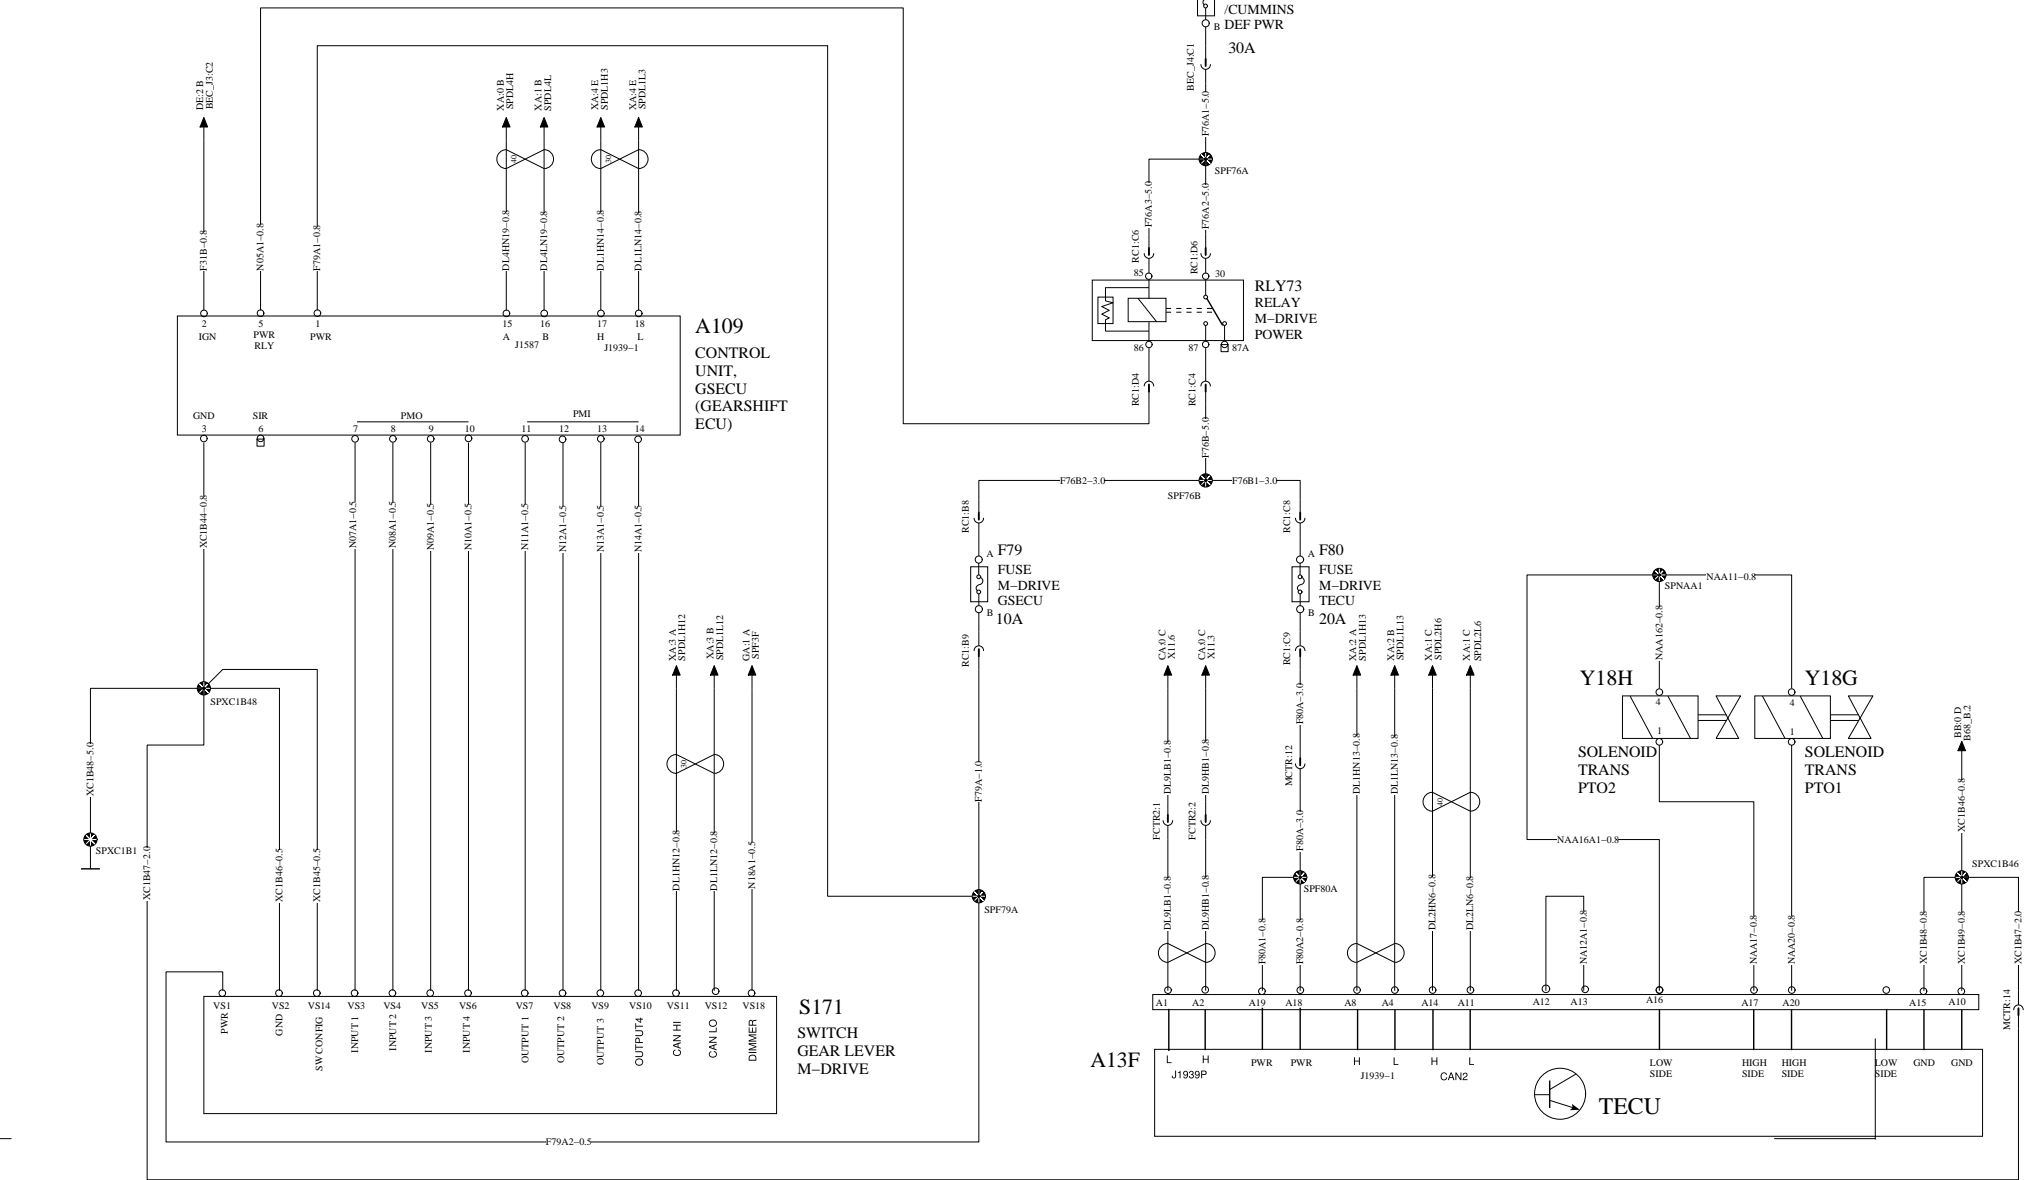 /CUMMINS
B DEF PWR
30A
BEC_J4:C1
F76A1-5.0
SPF76A
F76A3-5.0
F76A2-5.0
RC1:C6
RC1:D6
85
30
RLY73
RELAY
M-DRIVE
POWER
86
87
87A
RC1:D4
RC1:C4
F76B-5.0
SPF76B
F76B2-3.0
F76B1-3.0
DE:2 B
BEC_J3:C2
XA:0 B
SPDL4H
XA:1 B
SPDL4L
XA:4 E
SPDL1H3
XA:4 E
SPDL1L3
40
30
F31B-0.8
N05A1-0.8
F79A1-0.8
DL4HN19-0.8
DL4LN19-0.8
DL1HN14-0.8
DL1LN14-0.8
2
IGN
5
PWR
RLY
1
PWR
15
A
16
B
J1587
17
H
18
L
J1939-1
A109
CONTROL
UNIT,
GSECU
(GEARSHIFT
ECU)
GND
3
SIR
6
PMO
7
8
9
10
PMI
11
12
13
14
XC1B44-0.8
N07A1-0.5
N08A1-0.5
N09A1-0.5
N10A1-0.5
N11A1-0.5
N12A1-0.5
N13A1-0.5
N14A1-0.5
RC1:B8
A F79
FUSE
M-DRIVE
GSECU
B 10A
RC1:B9
RC1:C8
A F80
FUSE
M-DRIVE
TECU
B 20A
RC1:C9
SPXC1B48
XC1B48-5.0
SPXC1B1
XC1B47-2.0
XC1B46-0.5
XC1B45-0.5
XA:3 A
SPDL1H12
XA:3 B
SPDL1L12
GA:1 A
SPF3F
30
DL1HN12-0.8
DL1LN12-0.8
N18A1-0.5
F79A-1.0
SPF79A
CA:0 C
X11.6
CA:0 C
X11.3
DL9LB1-0.8
DL9HB1-0.8
FCTR2:1
FCTR2:2
DL9LB1-0.8
DL9HB1-0.8
F80A-3.0
MCTR:12
F80A-3.0
SPF80A
F80A1-0.8
F80A2-0.8
XA:2 A
SPDL1H13
XA:2 B
SPDL1L13
XA:1 C
SPDL2H6
XA:1 C
SPDL2L6
DL1HN13-0.8
DL1LN13-0.8
40
DL2HN6-0.8
DL2LN6-0.8
NAA12A1-0.8
SPNAA1
NAA11-0.8
NAA162-0.8
Y18H
4
1
SOLENOID
TRANS
PTO2
Y18G
4
1
SOLENOID
TRANS
PTO1
NAA16A1-0.8
NAA17-0.8
NAA20-0.8
BB:0 D
B68_B.2
XC1B46-0.8
SPXC1B46
XC1B48-0.8
XC1B49-0.8
XC1B47-2.0
MCTR:14
VS1
PWR
VS2
GND
VS14
SW CONFIG
VS3
INPUT 1
VS4
INPUT 2
VS5
INPUT 3
VS6
INPUT 4
VS7
OUTPUT 1
VS8
OUTPUT 2
VS9
OUTPUT 3
VS10
OUTPUT4
VS11
CAN HI
VS12
CAN LO
VS18
DIMMER
S171
SWITCH
GEAR LEVER
M-DRIVE
F79A2-0.5
A1
A2
A19
A18
A8
A4
A14
A11
A12
A13
A16
A17
A20
A15
A10
A13F
L
H
J1939P
PWR
PWR
H
L
J1939-1
H
L
CAN2
LOW
SIDE
HIGH
SIDE
HIGH
SIDE
LOW
SIDE
GND
GND
TECU